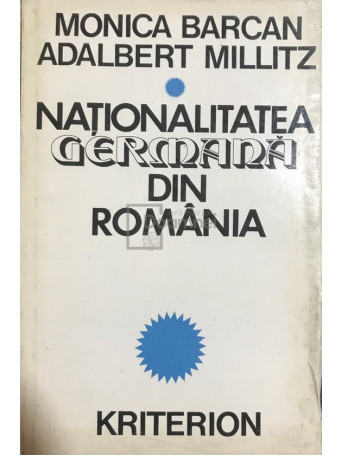 MONICA BARCAN
ADALBERT MILLITZ
NAȚIONALITATEA
GERMANĂ
DIN
ROMÂNIA
KRITERION